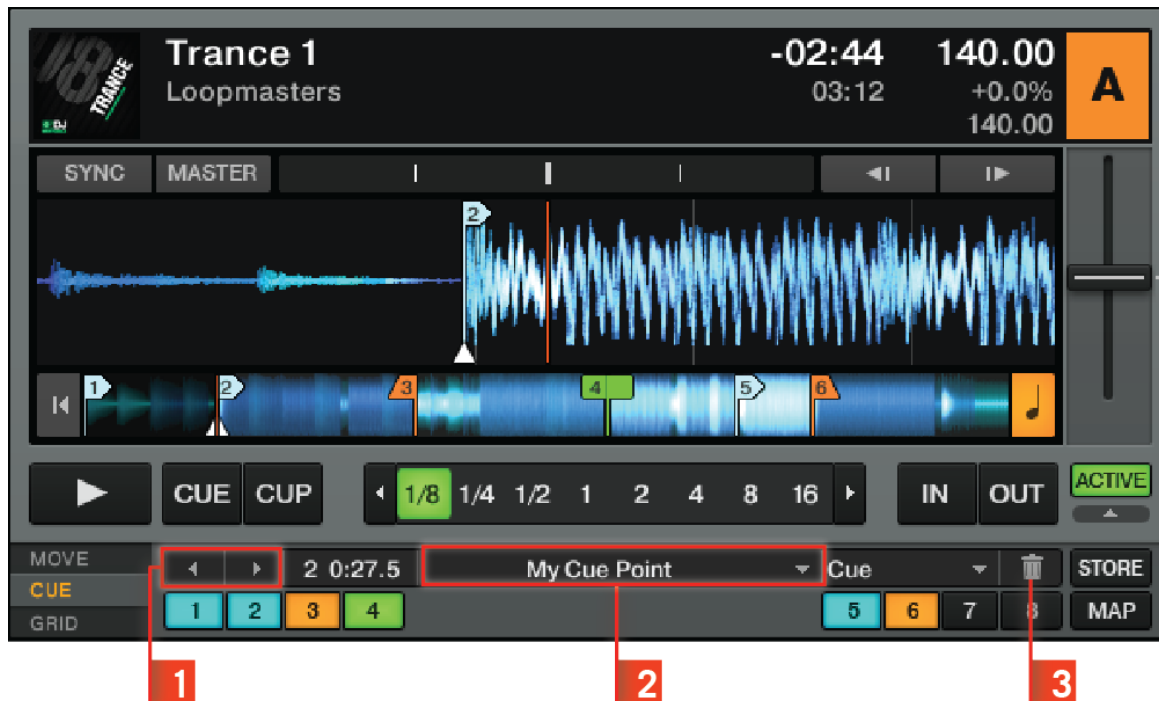 18
TRANCE
DJ
Trance 1
Loopmasters
-02:44
03:12
140.00
+0.0%
140.00
A
SYNC MASTER
2
1 2 3 4 5 6
CUE CUP
1/8 1/4 1/2 1 2 4 8 16
IN OUT
ACTIVE
MOVE
CUE
GRID
2 0:27.5 My Cue Point Cue
STORE
1 2 3 4 5 6 7 8
MAP
1 2 3